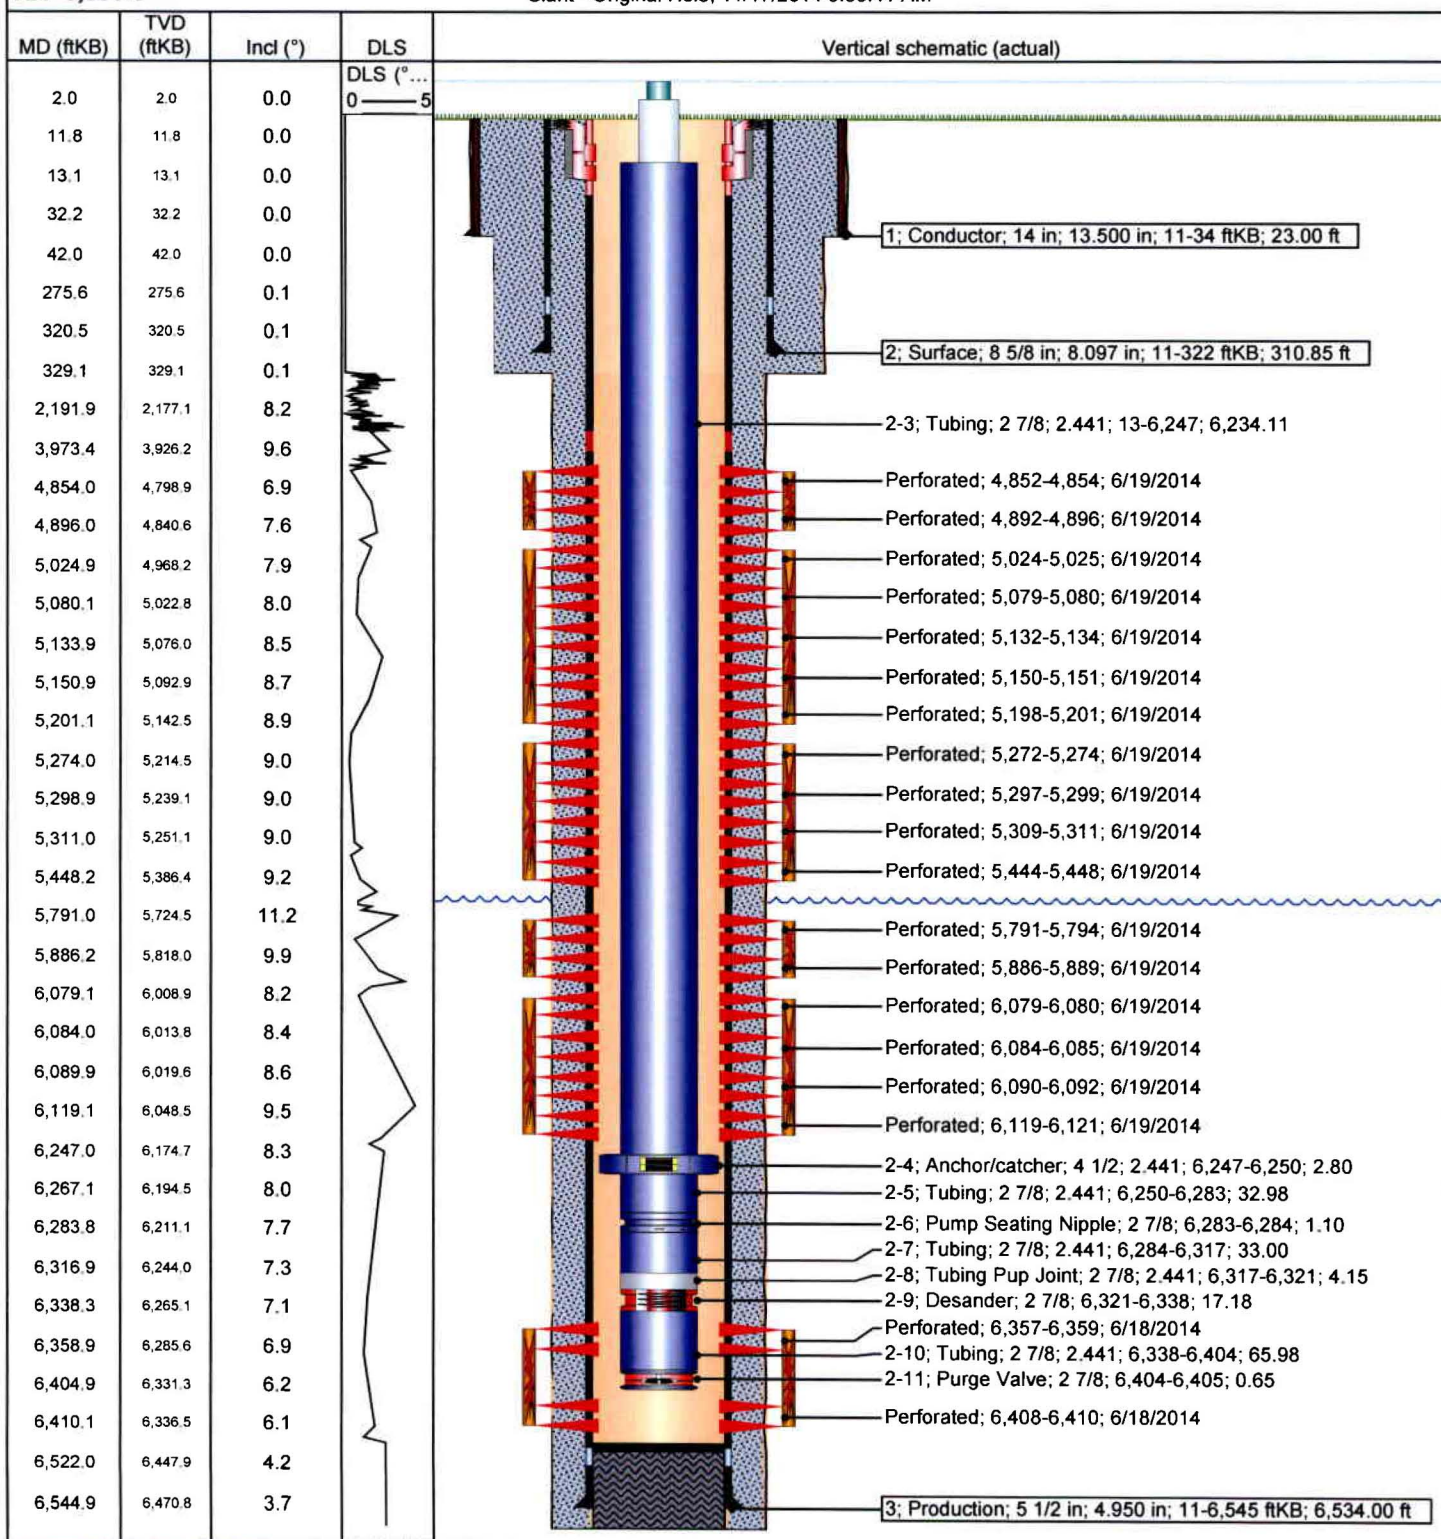 MD (ftKB) TVD (ftKB) Incl (°) DLS Vertical schematic (actual)
DLS (°...
0 5
2.0 2.0 0.0
11.8 11.8 0.0
13.1 13.1 0.0
32.2 32.2 0.0
42.0 42.0 0.0
275.6 275.6 0.1
320.5 320.5 0.1
329.1 329.1 0.1
2,191.9 2,177.1 8.2
3,973.4 3,926.2 9.6
4,854.0 4,798.9 6.9
4,896.0 4,840.6 7.6
5,024.9 4,968.2 7.9
5,080.1 5,022.8 8.0
5,133.9 5,076.0 8.5
5,150.9 5,092.9 8.7
5,201.1 5,142.5 8.9
5,274.0 5,214.5 9.0
5,298.9 5,239.1 9.0
5,311.0 5,251.1 9.0
5,448.2 5,386.4 9.2
5,791.0 5,724.5 11.2
5,886.2 5,818.0 9.9
6,079.1 6,008.9 8.2
6,084.0 6,013.8 8.4
6,089.9 6,019.6 8.6
6,119.1 6,048.5 9.5
6,247.0 6,174.7 8.3
6,267.1 6,194.5 8.0
6,283.8 6,211.1 7.7
6,316.9 6,244.0 7.3
6,338.3 6,265.1 7.1
6,358.9 6,285.6 6.9
6,404.9 6,331.3 6.2
6,410.1 6,336.5 6.1
6,522.0 6,447.9 4.2
6,544.9 6,470.8 3.7
1; Conductor; 14 in; 13.500 in; 11-34 ftKB; 23.00 ft
2; Surface; 8 5/8 in; 8.097 in; 11-322 ftKB; 310.85 ft
2-3; Tubing; 2 7/8; 2.441; 13-6,247; 6,234.11
Perforated; 4,852-4,854; 6/19/2014
Perforated; 4,892-4,896; 6/19/2014
Perforated; 5,024-5,025; 6/19/2014
Perforated; 5,079-5,080; 6/19/2014
Perforated; 5,132-5,134; 6/19/2014
Perforated; 5,150-5,151; 6/19/2014
Perforated; 5,198-5,201; 6/19/2014
Perforated; 5,272-5,274; 6/19/2014
Perforated; 5,297-5,299; 6/19/2014
Perforated; 5,309-5,311; 6/19/2014
Perforated; 5,444-5,448; 6/19/2014
Perforated; 5,791-5,794; 6/19/2014
Perforated; 5,886-5,889; 6/19/2014
Perforated; 6,079-6,080; 6/19/2014
Perforated; 6,084-6,085; 6/19/2014
Perforated; 6,090-6,092; 6/19/2014
Perforated; 6,119-6,121; 6/19/2014
2-4; Anchor/catcher; 4 1/2; 2.441; 6,247-6,250; 2.80
2-5; Tubing; 2 7/8; 2.441; 6,250-6,283; 32.98
2-6; Pump Seating Nipple; 2 7/8; 6,283-6,284; 1.10
2-7; Tubing; 2 7/8; 2.441; 6,284-6,317; 33.00
2-8; Tubing Pup Joint; 2 7/8; 2.441; 6,317-6,321; 4.15
2-9; Desander; 2 7/8; 6,321-6,338; 17.18
Perforated; 6,357-6,359; 6/18/2014
2-10; Tubing; 2 7/8; 2.441; 6,338-6,404; 65.98
2-11; Purge Valve; 2 7/8; 6,404-6,405; 0.65
Perforated; 6,408-6,410; 6/18/2014
3; Production; 5 1/2 in; 4.950 in; 11-6,545 ftKB; 6,534.00 ft